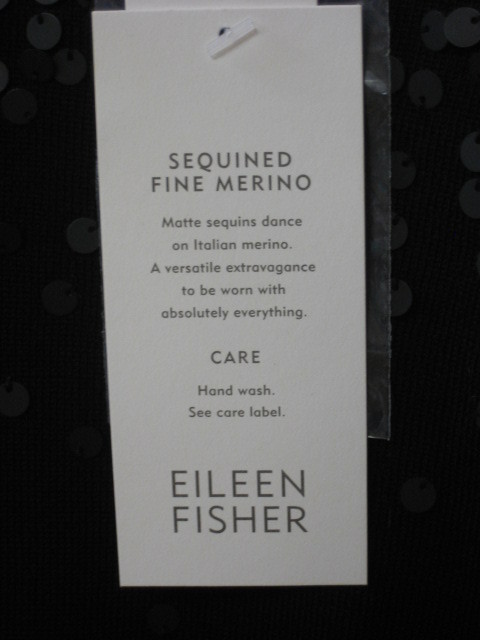 SEQUINED
FINE MERINO
Matte sequins dance
on Italian merino.
A versatile extravagance
to be worn with
absolutely everything.
CARE
Hand wash.
See care label.
EILEEN
FISHER